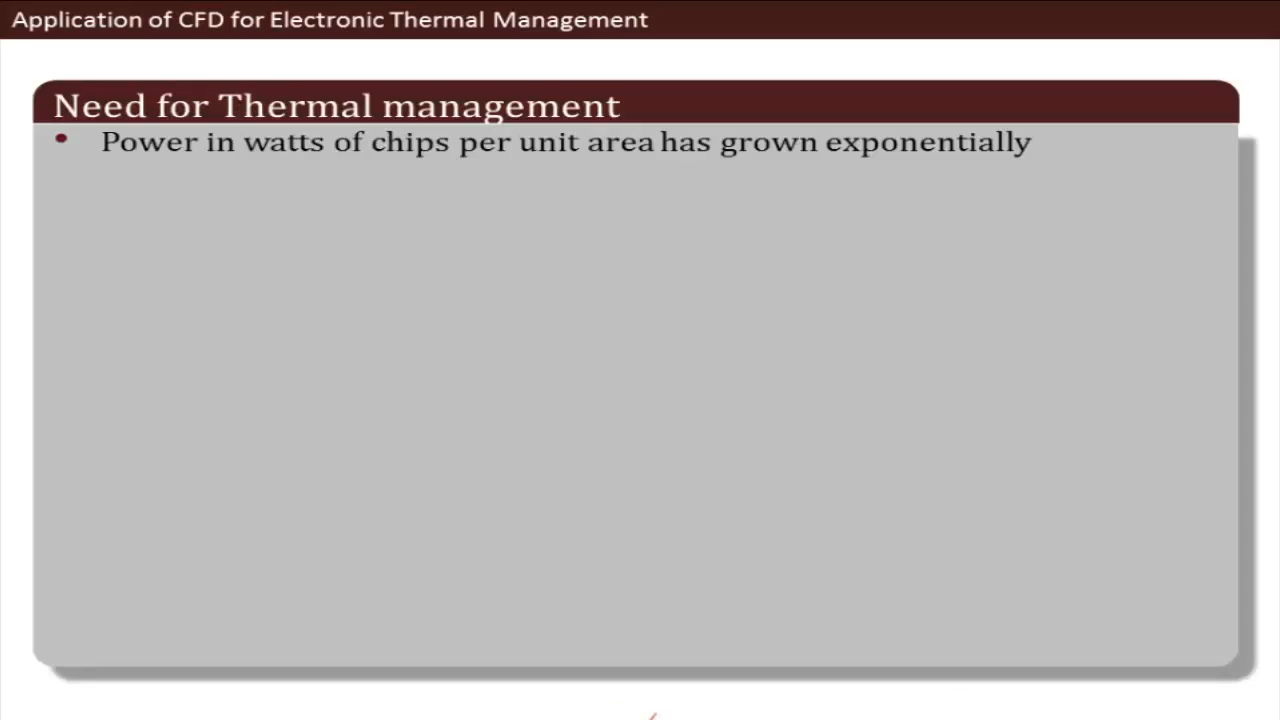 Application of CFD for Electronic Thermal Management
Need for Thermal management
• Power in watts of chips per unit area has grown exponentially